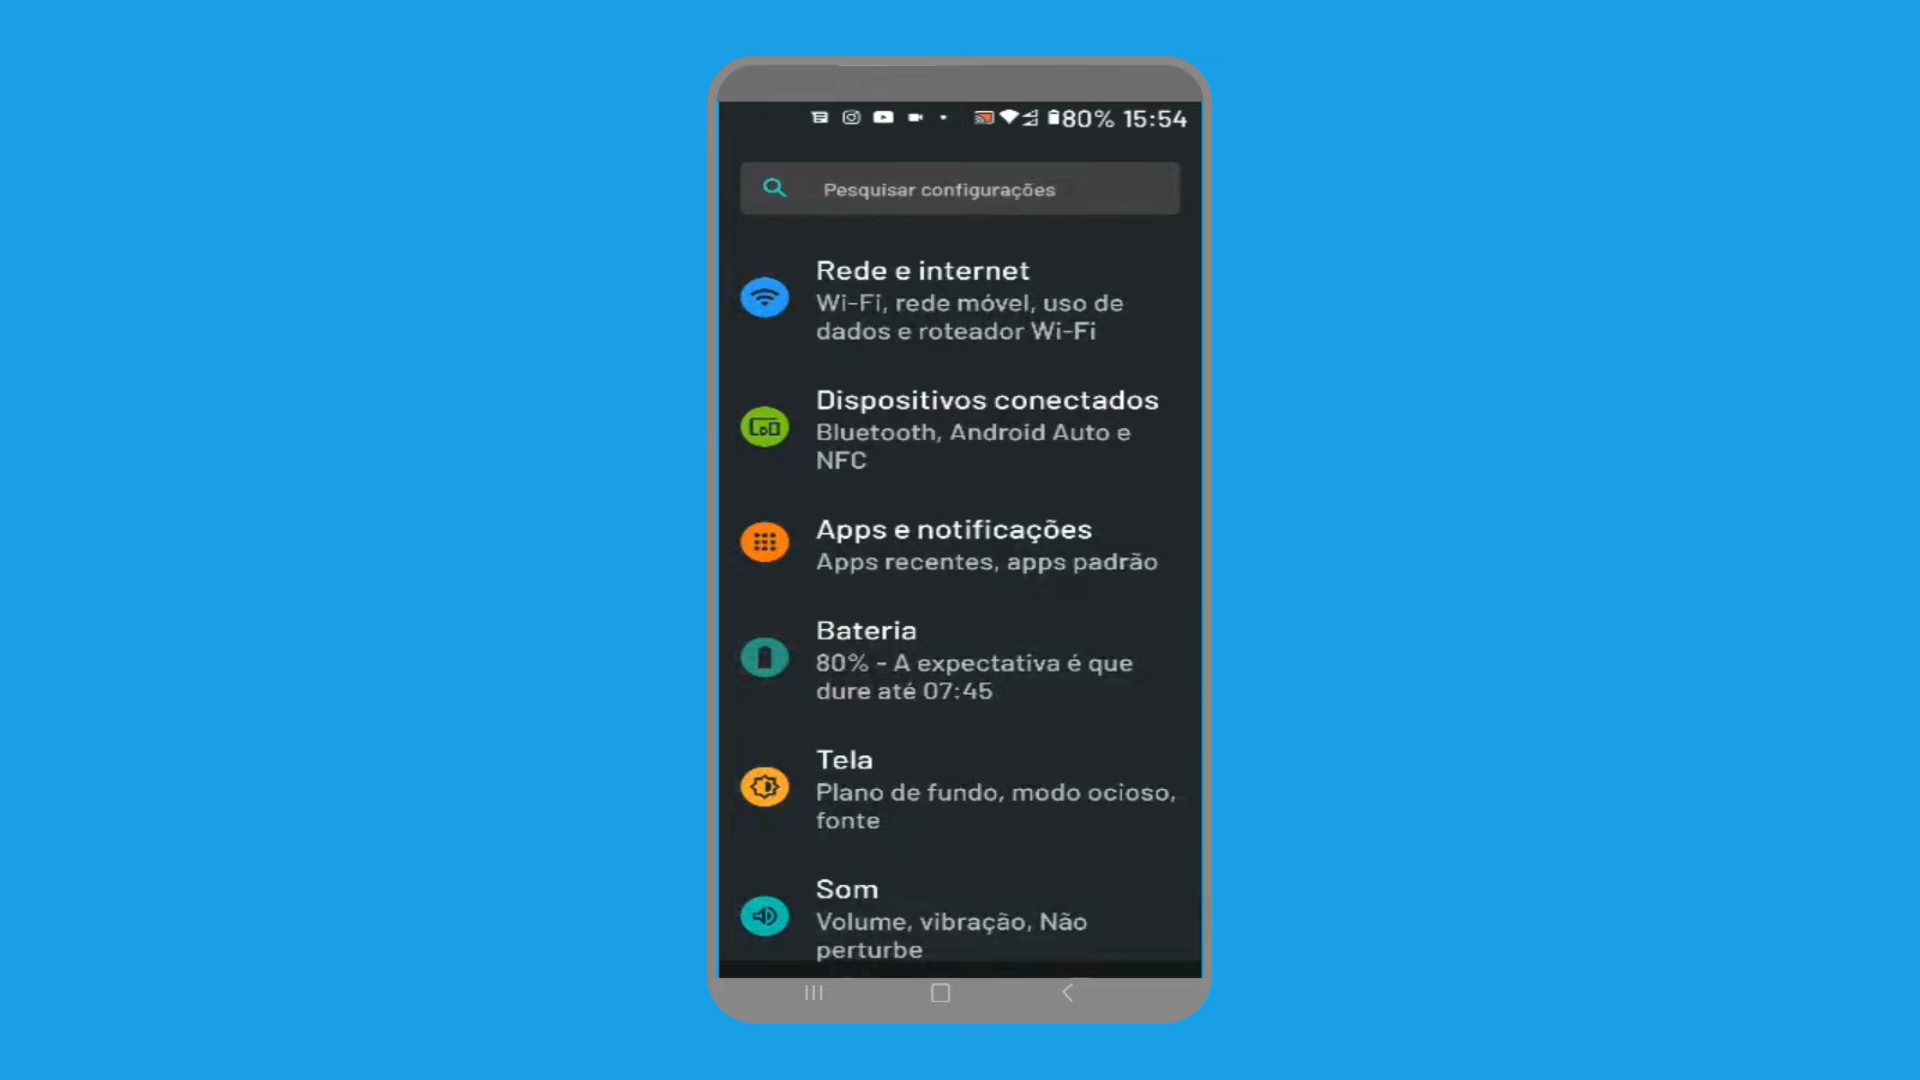 80% 15:54
Pesquisar configurações
Rede e internet
Wi-Fi, rede móvel, uso de
dados e roteador Wi-Fi
Dispositivos conectados
Bluetooth, Android Auto e
NFC
Apps e notificações
Apps recentes, apps padrão
Bateria
80% - A expectativa é que
dure até 07:45
Tela
Plano de fundo, modo ocioso,
fonte
Som
Volume, vibração, Não
perturbe